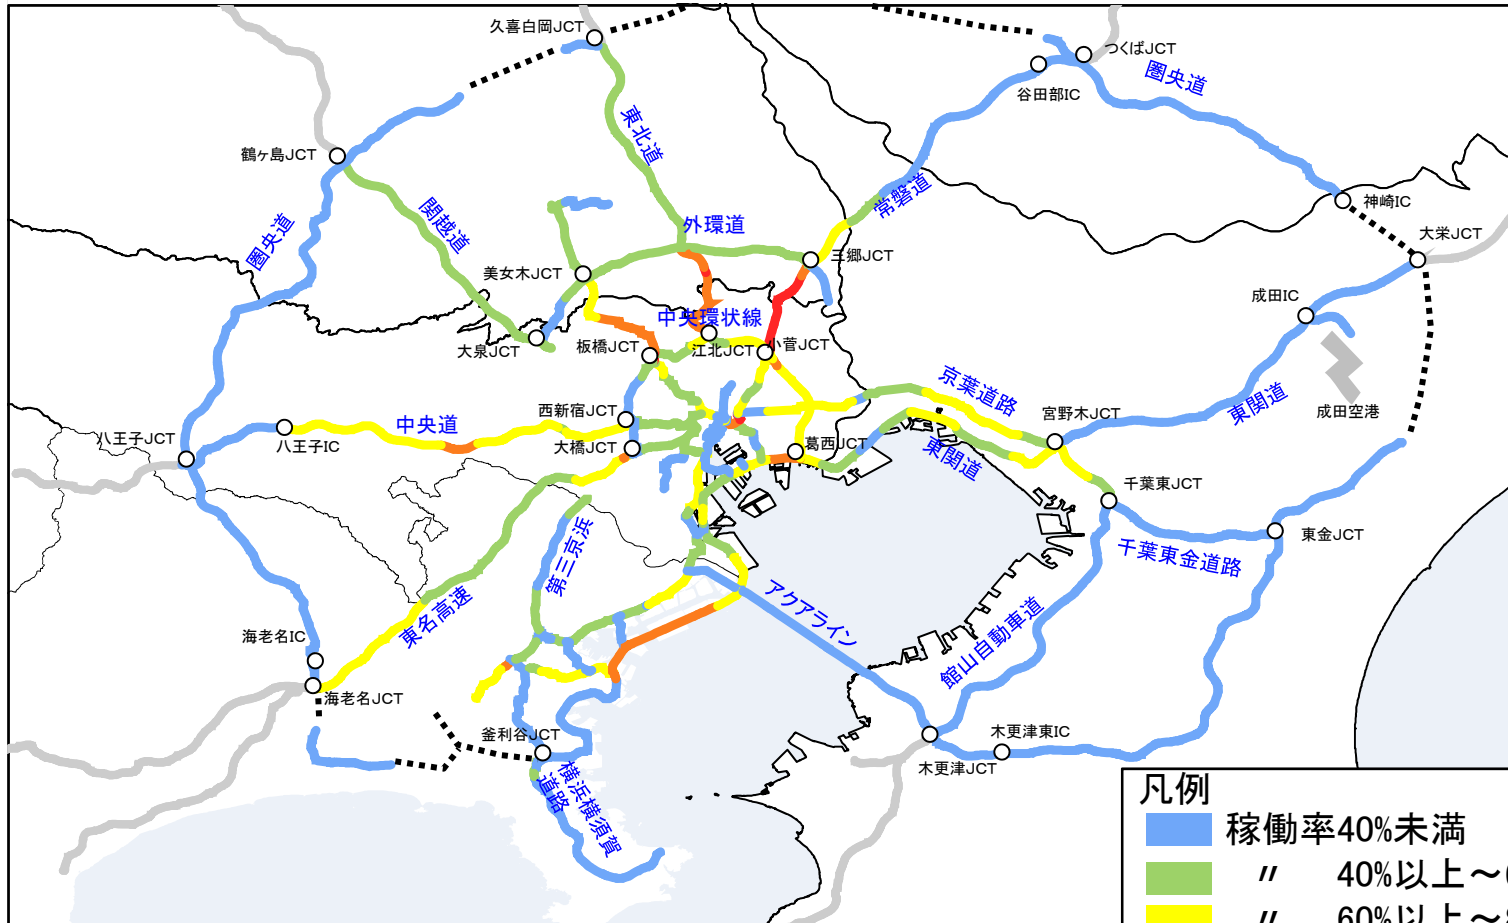 久喜白岡JCT
つくばJCT
圏央道
谷田部IC
東北道
鶴ヶ島JCT
神崎IC
常磐道
関越道
大栄JCT
圏央道
外環道
三郷JCT
美女木JCT
成田IC
中央環状線
大泉JCT
板橋JCT
江北JCT
小菅JCT
京葉道路
東関道
成田空港
西新宿JCT
中央道
宮野木JCT
八王子JCT
八王子IC
大橋JCT
葛西JCT
東関道
千葉東JCT
第三京浜
千葉東金道路
東金JCT
アクアライン
東名高速
海老名IC
館山自動車道
海老名JCT
釜利谷JCT
木更津東IC
木更津JCT
横浜横須賀
道路
凡例
稼働率40%未満
〃 40%以上～
〃 60%以上～